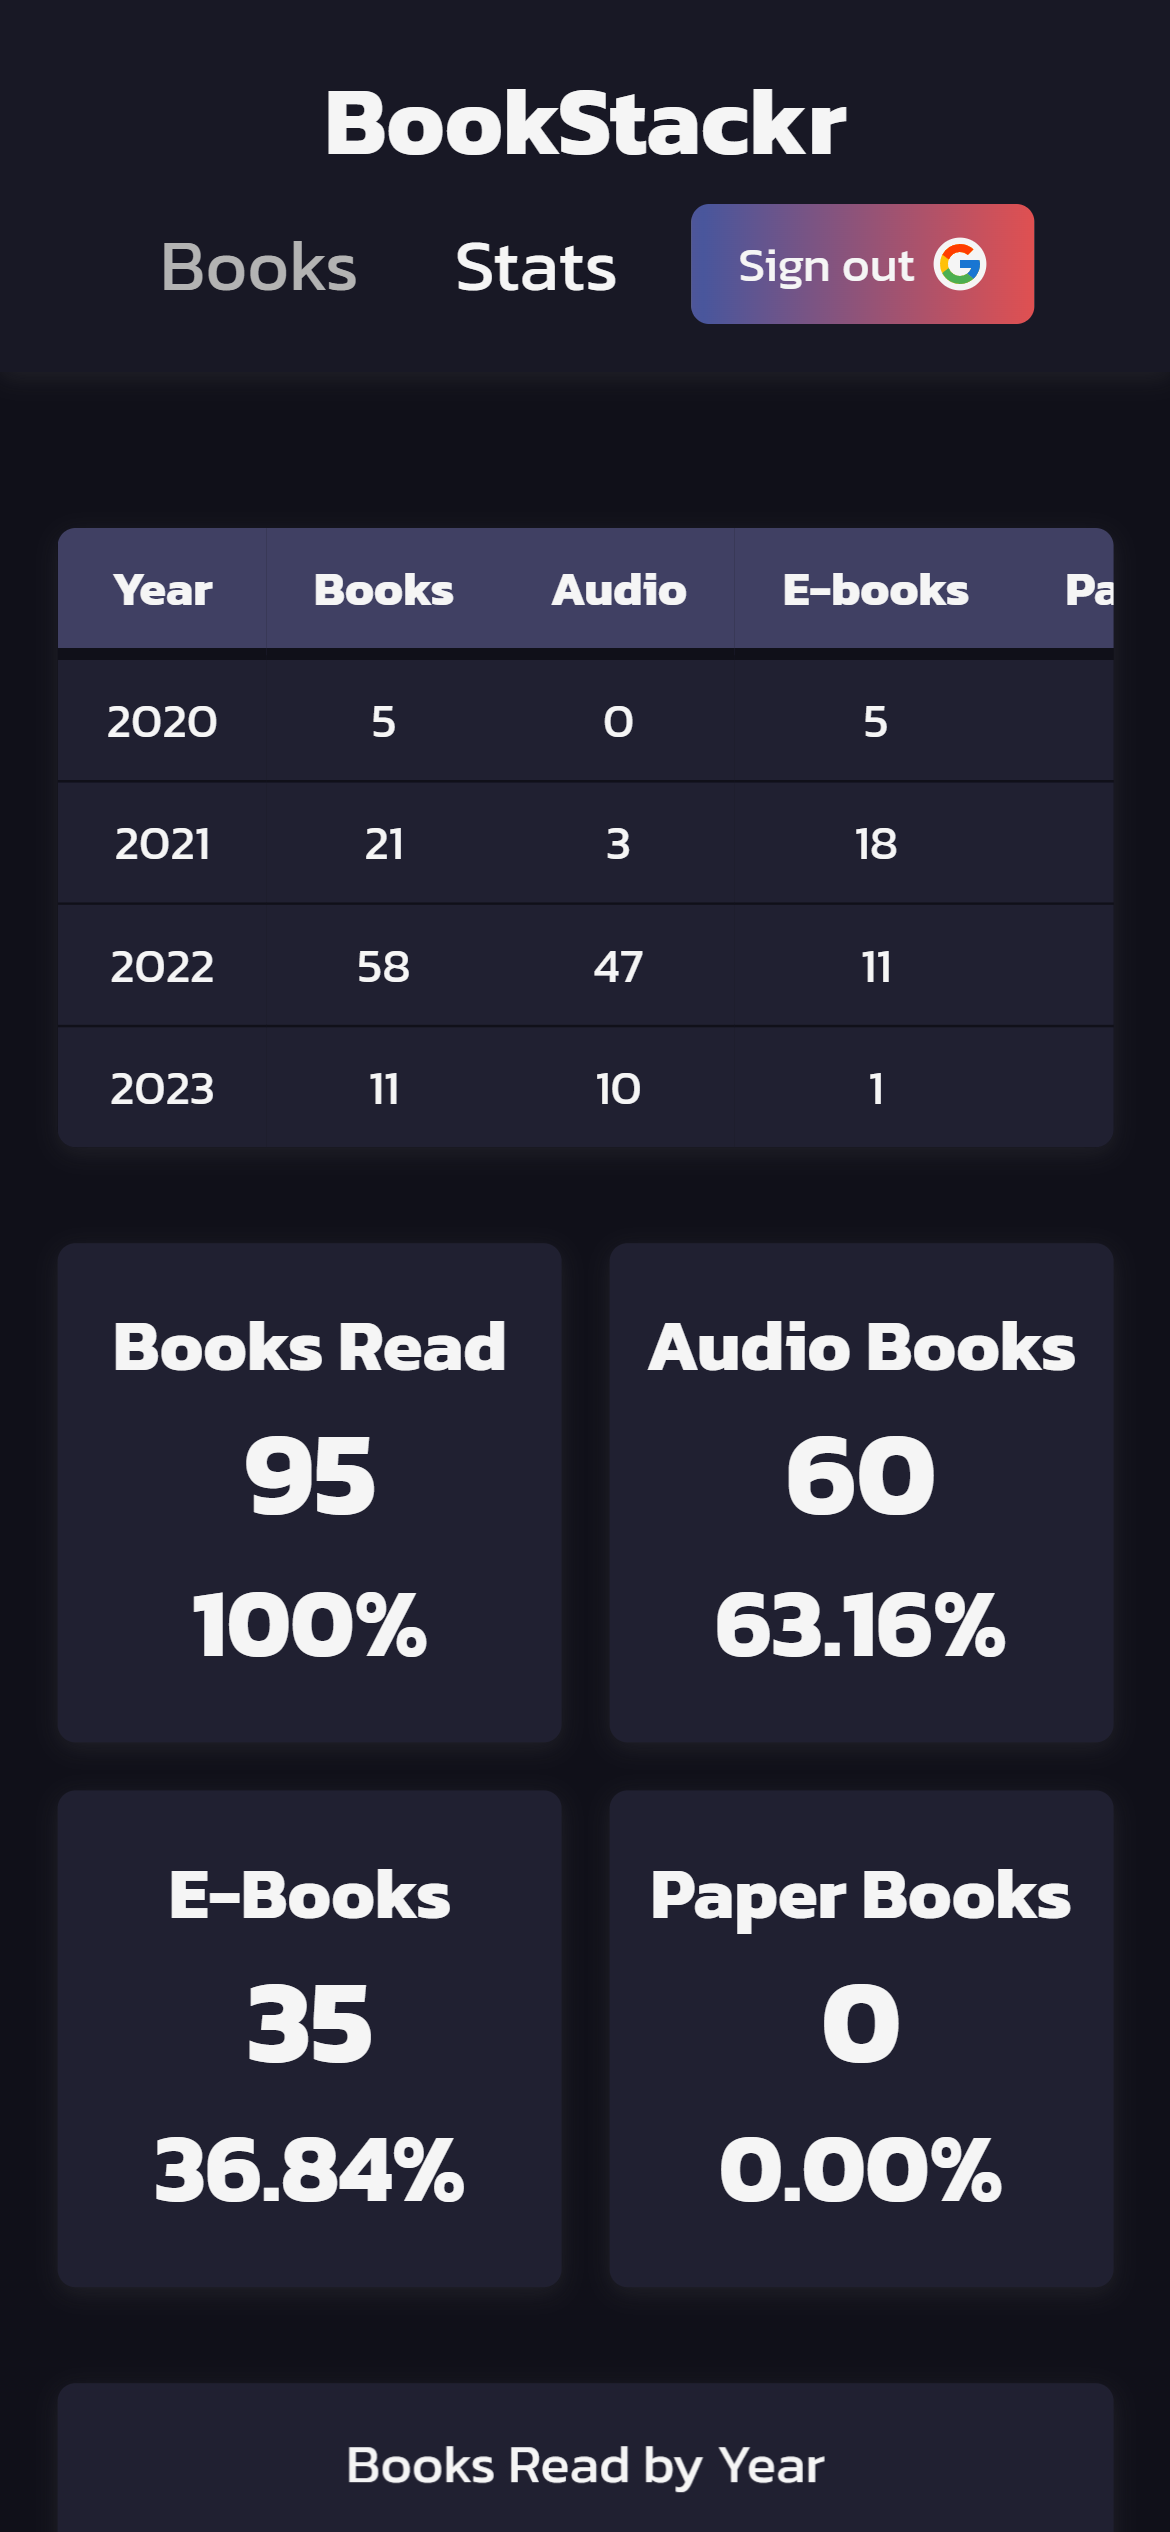 BookStackr
Books Stats Sign out
Year Books Audio E-books Pa
2020 5 0 5
2021 21 3 18
2022 58 47 11
2023 11 10 1
Books Read Audio Books
95 60
100% 63.16%
E-Books Paper Books
35 0
36.84% 0.00%
Books Read by Year